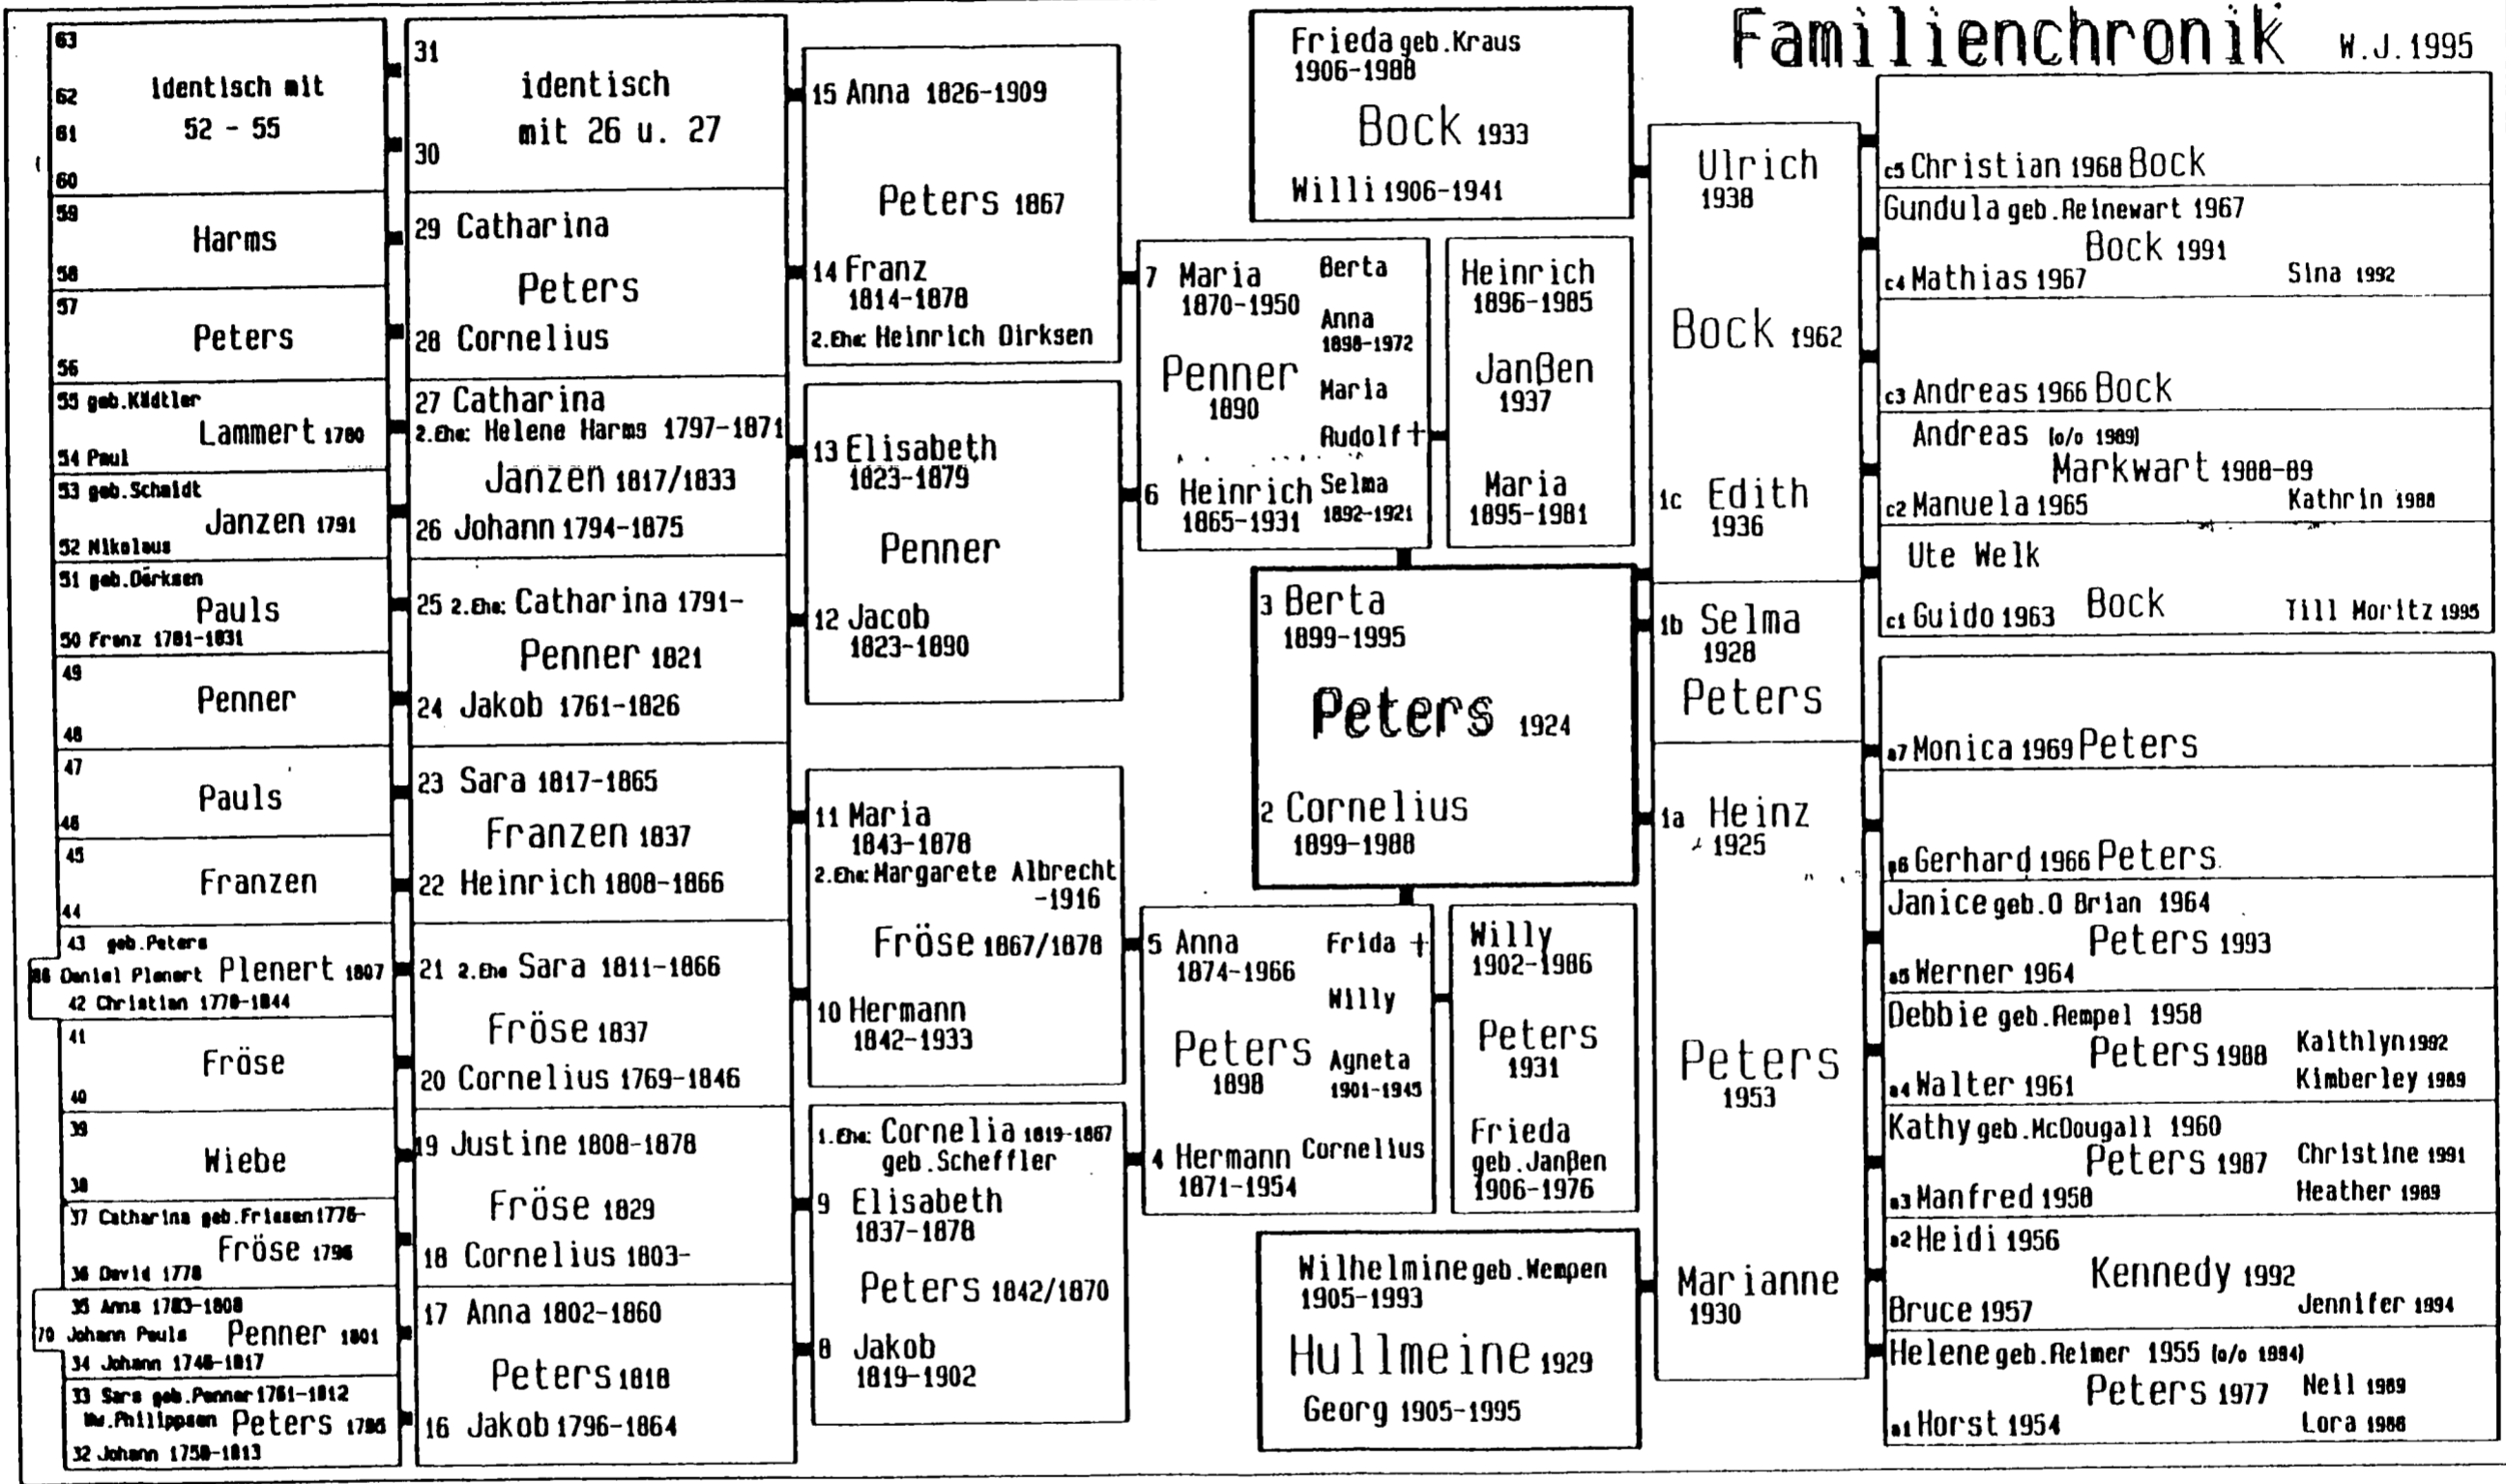 Familienchronik W.J.1995
63
62 identisch mit
61 52 - 55
60
59
Harms
58
57
Peters
56
55 geb.Kädtler
Lammert 1780
54 Paul
53 geb.Schmidt
Janzen 1791
52 Nikolaus
51 geb.Dörksen
Pauls
50 Franz 1781-1831
49
Penner
48
47
Pauls
46
45
Franzen
44
43 geb.Peters
86 Daniel Plenert Plenert 1807
42 Christian 1770-1844
41
Fröse
40
39
Wiebe
38
37 Catharina geb.Friesen 1776-
Fröse 1796
36 David 1778
35 Anna 1783-1808
70 Johann Pauls Penner 1801
34 Johann 1746-1817
33 Sara geb.Penner 1761-1812
Ww.Philippsen Peters 1795
32 Johann 1750-1813
31
identisch
mit 26 u. 27
30
29 Catharina
Peters
28 Cornelius
27 Catharina
2.Ehe: Helene Harms 1797-1871
Janzen 1817/1833
26 Johann 1794-1875
25 2.Ehe: Catharina 1791-
Penner 1821
24 Jakob 1761-1826
23 Sara 1817-1865
Franzen 1837
22 Heinrich 1808-1866
21 2.Ehe Sara 1811-1866
Fröse 1837
20 Cornelius 1769-1846
19 Justine 1808-1878
Fröse 1829
18 Cornelius 1803-
17 Anna 1802-1860
Peters 1818
16 Jakob 1796-1864
15 Anna 1826-1909
Peters 1867
14 Franz
1814-1878
2.Ehe: Heinrich Dirksen
13 Elisabeth
1823-1879
Penner
12 Jacob
1823-1890
11 Maria
1843-1878
2.Ehe: Margarete Albrecht
-1916
Fröse 1867/1878
10 Hermann
1842-1933
1.Ehe: Cornelia 1819-1867
geb.Scheffler
9 Elisabeth
1837-1878
Peters 1842/1870
8 Jakob
1819-1902
7 Maria
1870-1950
Penner
1890
6 Heinrich
1865-1931
Berta
Anna
1898-1972
Maria
Rudolf +
Selma
1892-1921
Heinrich
1896-1985
Janßen
1937
Maria
1895-1981
5 Anna
1874-1966
Peters
1898
4 Hermann
1871-1954
Frida +
Willy
Agneta
1901-1945
Cornelius
Willy
1902-1986
Peters
1931
Frieda
geb.Janßen
1906-1976
Frieda geb.Kraus
1906-1988
Bock 1933
Willi 1906-1941
3 Berta
1899-1995
Peters 1924
2 Cornelius
1899-1988
Wilhelmine geb.Wempen
1905-1993
Hullmeine 1929
Georg 1905-1995
Ulrich
1938
Bock 1962
1c Edith
1936
1b Selma
1928
Peters
1a Heinz
1925
Peters
1953
Marianne
1930
c5 Christian 1968 Bock
Gundula geb.Reinewart 1967
Bock 1991
c4 Mathias 1967 Sina 1992
c3 Andreas 1966 Bock
Andreas (o/o 1989)
Markwart 1988-89
c2 Manuela 1965 Kathrin 1988
Ute Welk
c1 Guido 1963 Bock Till Moritz 1995
a7 Monica 1969 Peters
a6 Gerhard 1966 Peters
Janice geb.O Brian 1964
Peters 1993
a5 Werner 1964
Debbie geb.Rempel 1958
Peters 1988 Kaithlyn 1992
a4 Walter 1961 Kimberley 1989
Kathy geb.McDougall 1960
Peters 1987 Christine 1991
a3 Manfred 1958 Heather 1989
a2 Heidi 1956
Kennedy 1992
Bruce 1957 Jennifer 1994
Helene geb.Reimer 1955 (o/o 1994)
Peters 1977 Neil 1989
a1 Horst 1954 Lora 1986